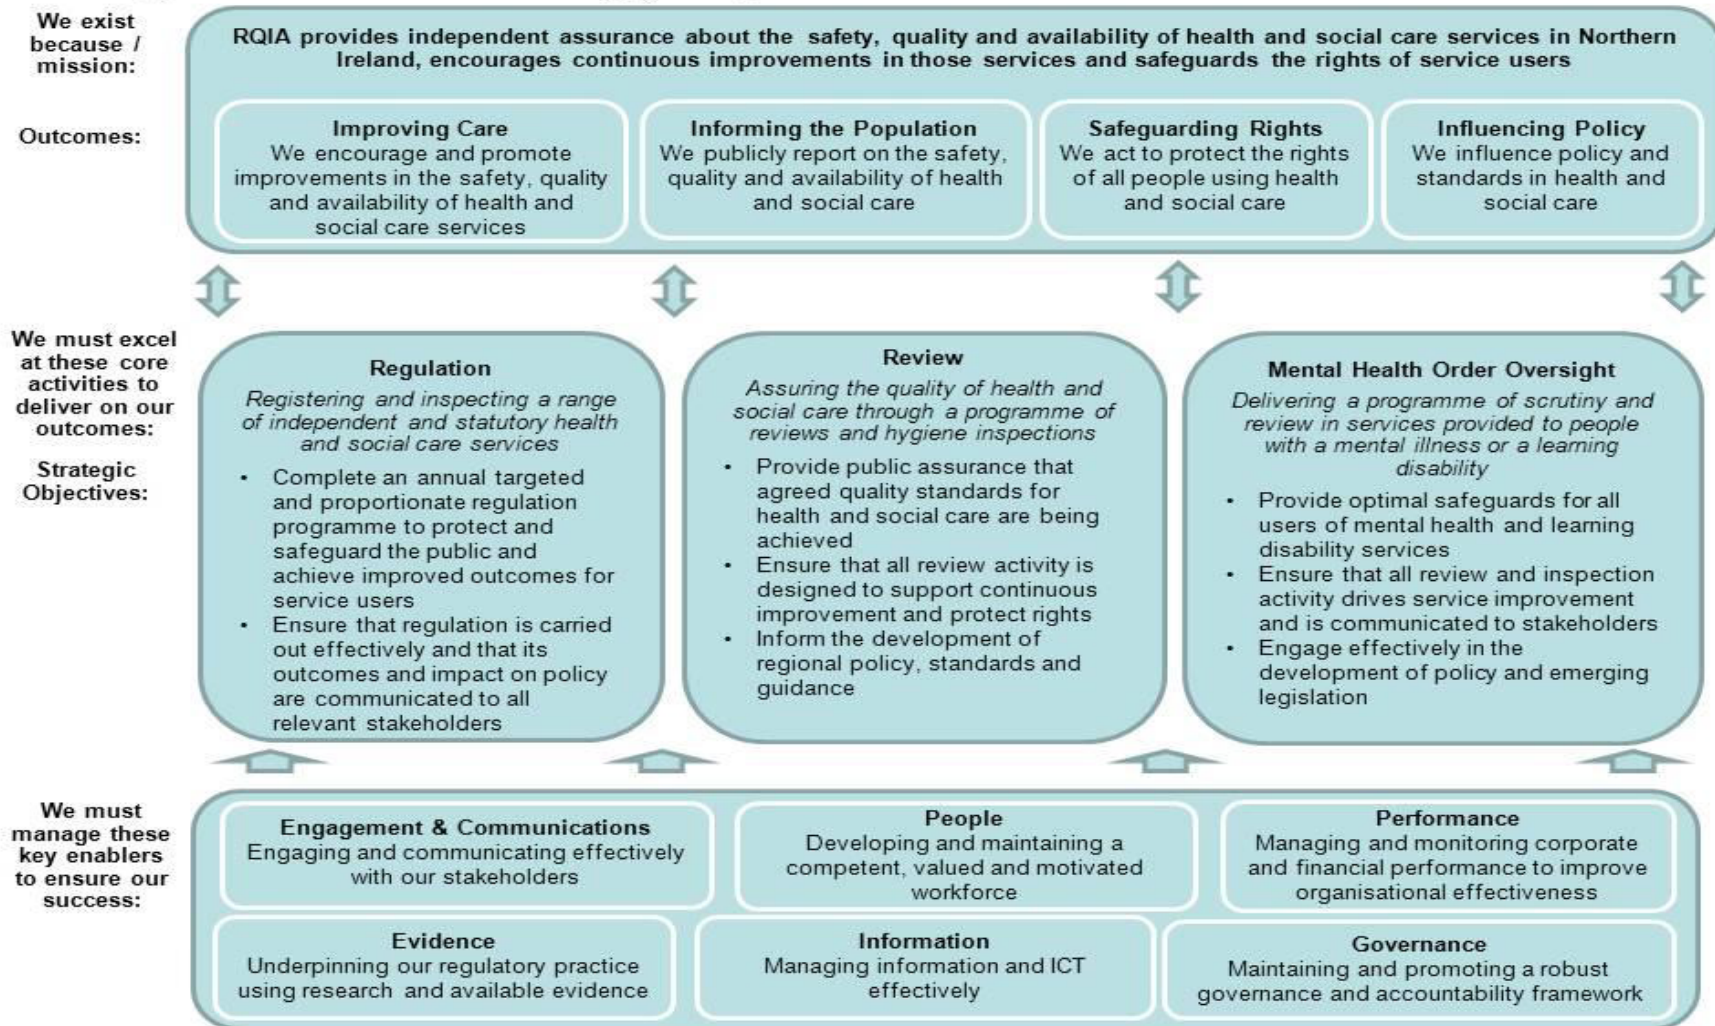 We exist
because /
mission:
RQIA provides independent assurance about the safety, quality and availability of health and social care services in Northern
Ireland, encourages continuous improvements in those services and safeguards the rights of service users
Outcomes:
Improving Care
We encourage and promote
improvements in the safety, quality
and availability of health and
social care services
Informing the Population
We publicly report on the safety,
quality and availability of health
and social care
Safeguarding Rights
We act to protect the rights
of all people using health
and social care
Influencing Policy
We influence policy and
standards in health and
social care
We must excel
at these core
activities to
deliver on our
outcomes:
Strategic
Objectives:
Regulation
Registering and inspecting a range
of independent and statutory health
and social care services
• Complete an annual targeted
and proportionate regulation
programme to protect and
safeguard the public and
achieve improved outcomes for
service users
• Ensure that regulation is carried
out effectively and that its
outcomes and impact on policy
are communicated to all
relevant stakeholders
Review
Assuring the quality of health and
social care through a programme of
reviews and hygiene inspections
• Provide public assurance that
agreed quality standards for
health and social care are being
achieved
• Ensure that all review activity is
designed to support continuous
improvement and protect rights
• Inform the development of
regional policy, standards and
guidance
Mental Health Order Oversight
Delivering a programme of scrutiny and
review in services provided to people
with a mental illness or a learning
disability
• Provide optimal safeguards for all
users of mental health and learning
disability services
• Ensure that all review and inspection
activity drives service improvement
and is communicated to stakeholders
• Engage effectively in the
development of policy and emerging
legislation
We must
manage these
key enablers
to ensure our
success:
Engagement & Communications
Engaging and communicating effectively
with our stakeholders
People
Developing and maintaining a
competent, valued and motivated
workforce
Performance
Managing and monitoring corporate
and financial performance to improve
organisational effectiveness
Evidence
Underpinning our regulatory practice
using research and available evidence
Information
Managing information and ICT
effectively
Governance
Maintaining and promoting a robust
governance and accountability framework